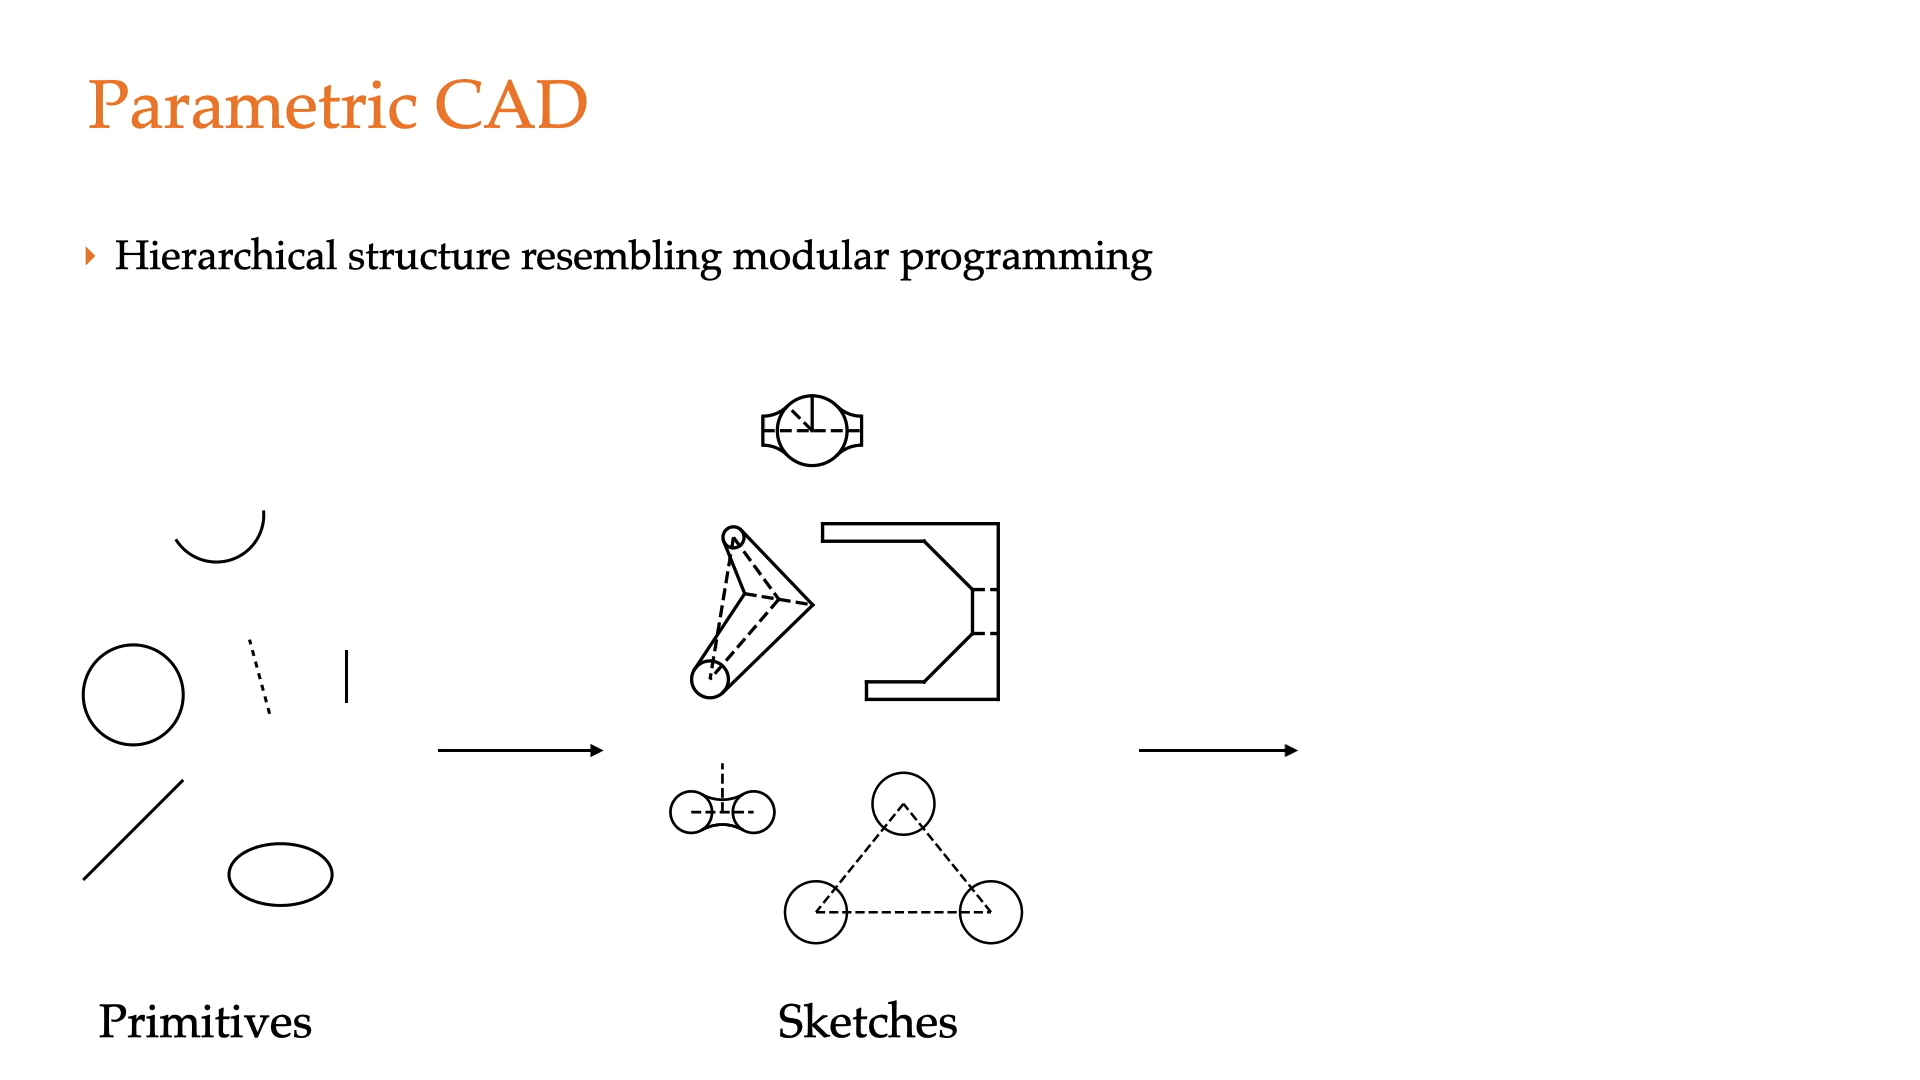 Parametric CAD
Hierarchical structure resembling modular programming
Primitives
Sketches